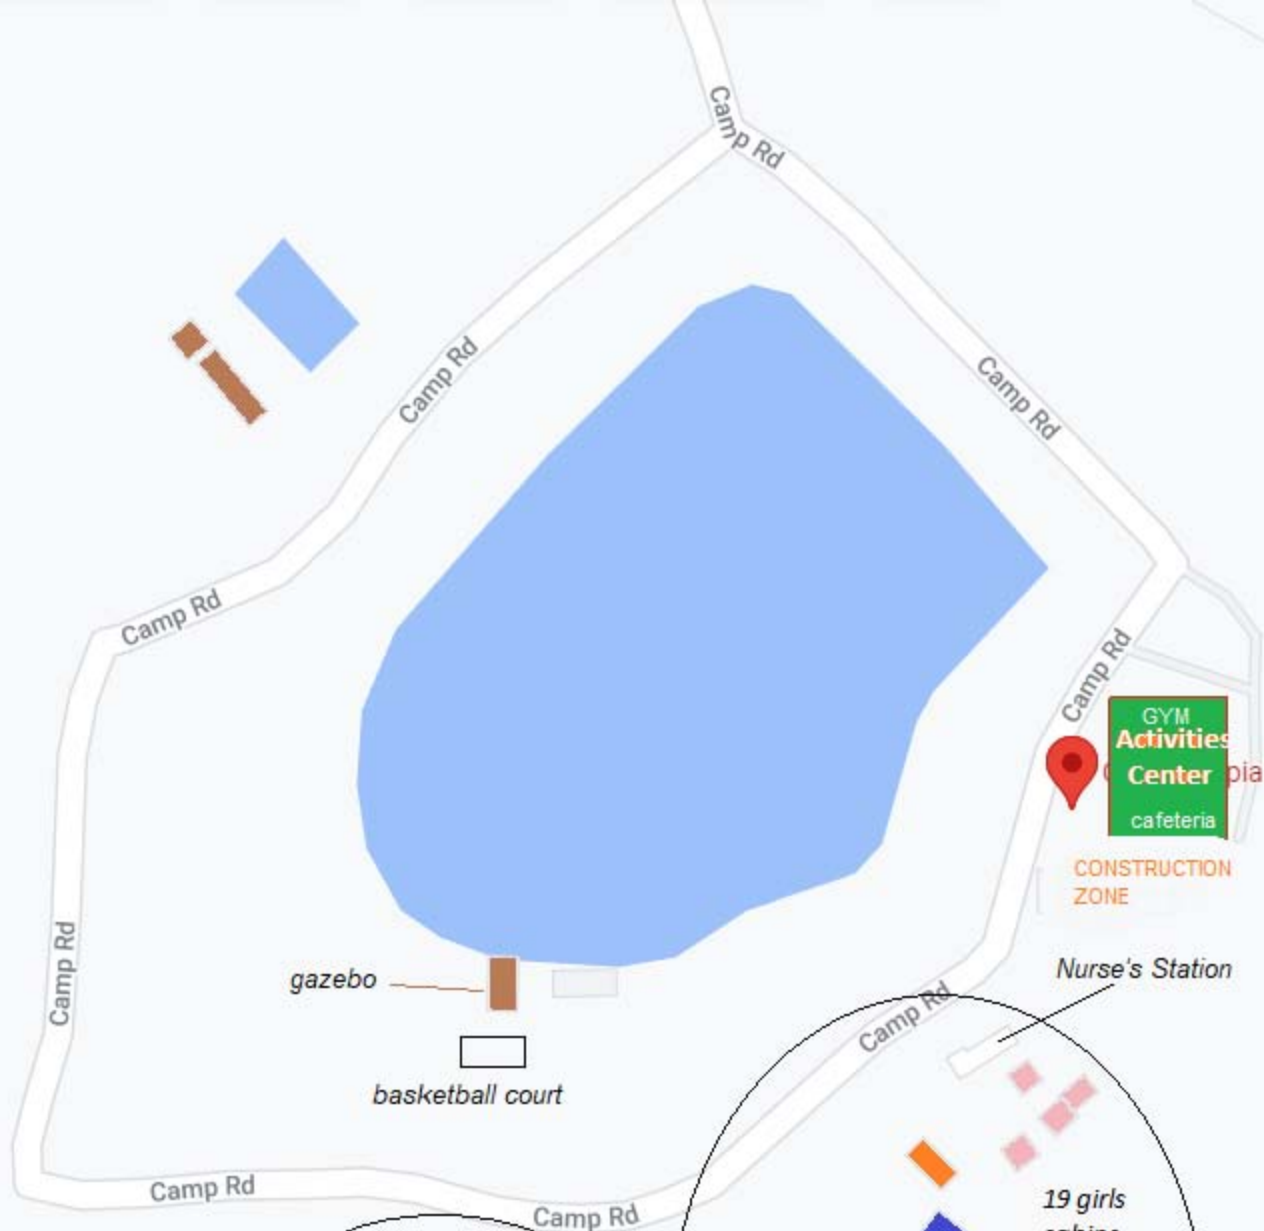 Camp Rd
Camp Rd
Camp Rd
Camp Rd
Camp Rd
GYM
Activities
Center
pia
cafeteria
CONSTRUCTION
ZONE
Camp Rd
Nurse's Station
gazebo
Camp Rd
basketball court
Camp Rd
19 girls
Camp Rd